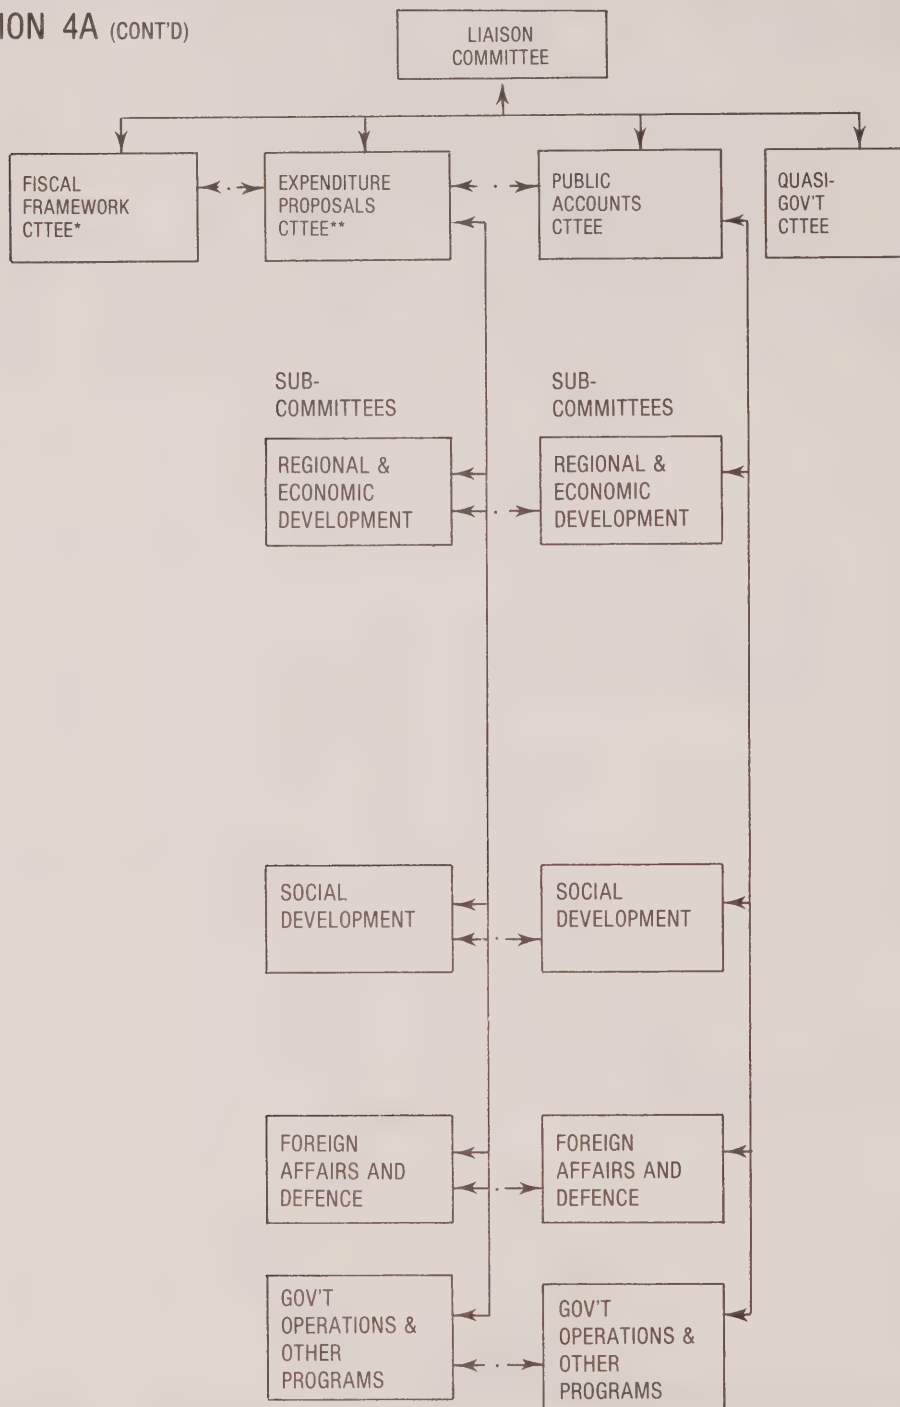 ION 4A (CONT'D)
LIAISON
COMMITTEE
FISCAL
FRAMEWORK
CTTEE*
EXPENDITURE
PROPOSALS
CTTEE**
PUBLIC
ACCOUNTS
CTTEE
QUASI-
GOV'T
CTTEE
SUB-
COMMITTEES
SUB-
COMMITTEES
REGIONAL &
ECONOMIC
DEVELOPMENT
REGIONAL &
ECONOMIC
DEVELOPMENT
SOCIAL
DEVELOPMENT
SOCIAL
DEVELOPMENT
FOREIGN
AFFAIRS AND
DEFENCE
FOREIGN
AFFAIRS AND
DEFENCE
GOV'T
OPERATIONS &
OTHER
PROGRAMS
GOV'T
OPERATIONS &
OTHER
PROGRAMS